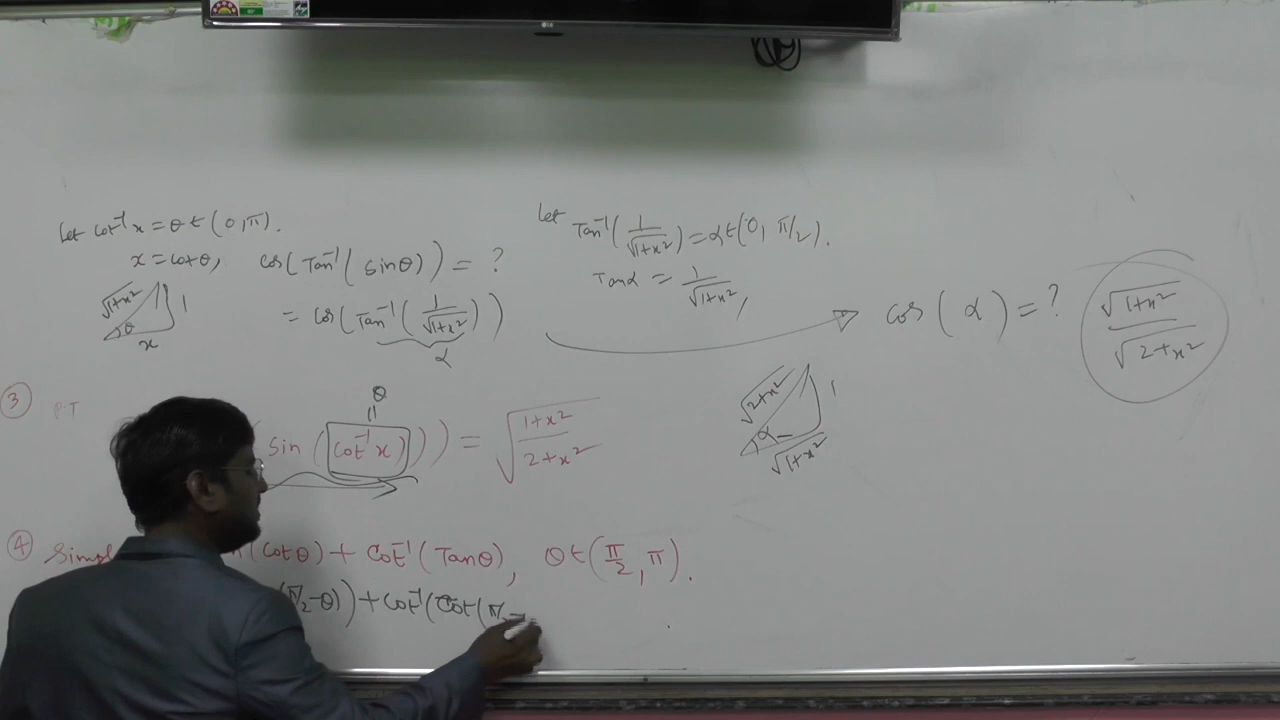 LG
Let Cot⁻¹x = θ ∈ (0, π).
x = cotθ, cos(Tan⁻¹(sinθ)) = ?
√1+x² 1 θ x
= cos(Tan⁻¹(1/√1+x²))
α
Let Tan⁻¹(1/√1+x²) = α ∈ (0, π/2).
Tanα = 1/√1+x²,
cos(α) = ? √1+x²/√2+x²
√2+x² 1 α √1+x²
θ
||
③ P.T sin(Cot⁻¹x))) = √1+x²/2+x²
④ (Cotθ) + Cot⁻¹(Tanθ), θ ∈ (π/2, π).
(π/2-θ)) + Cot⁻¹(Cot(π/